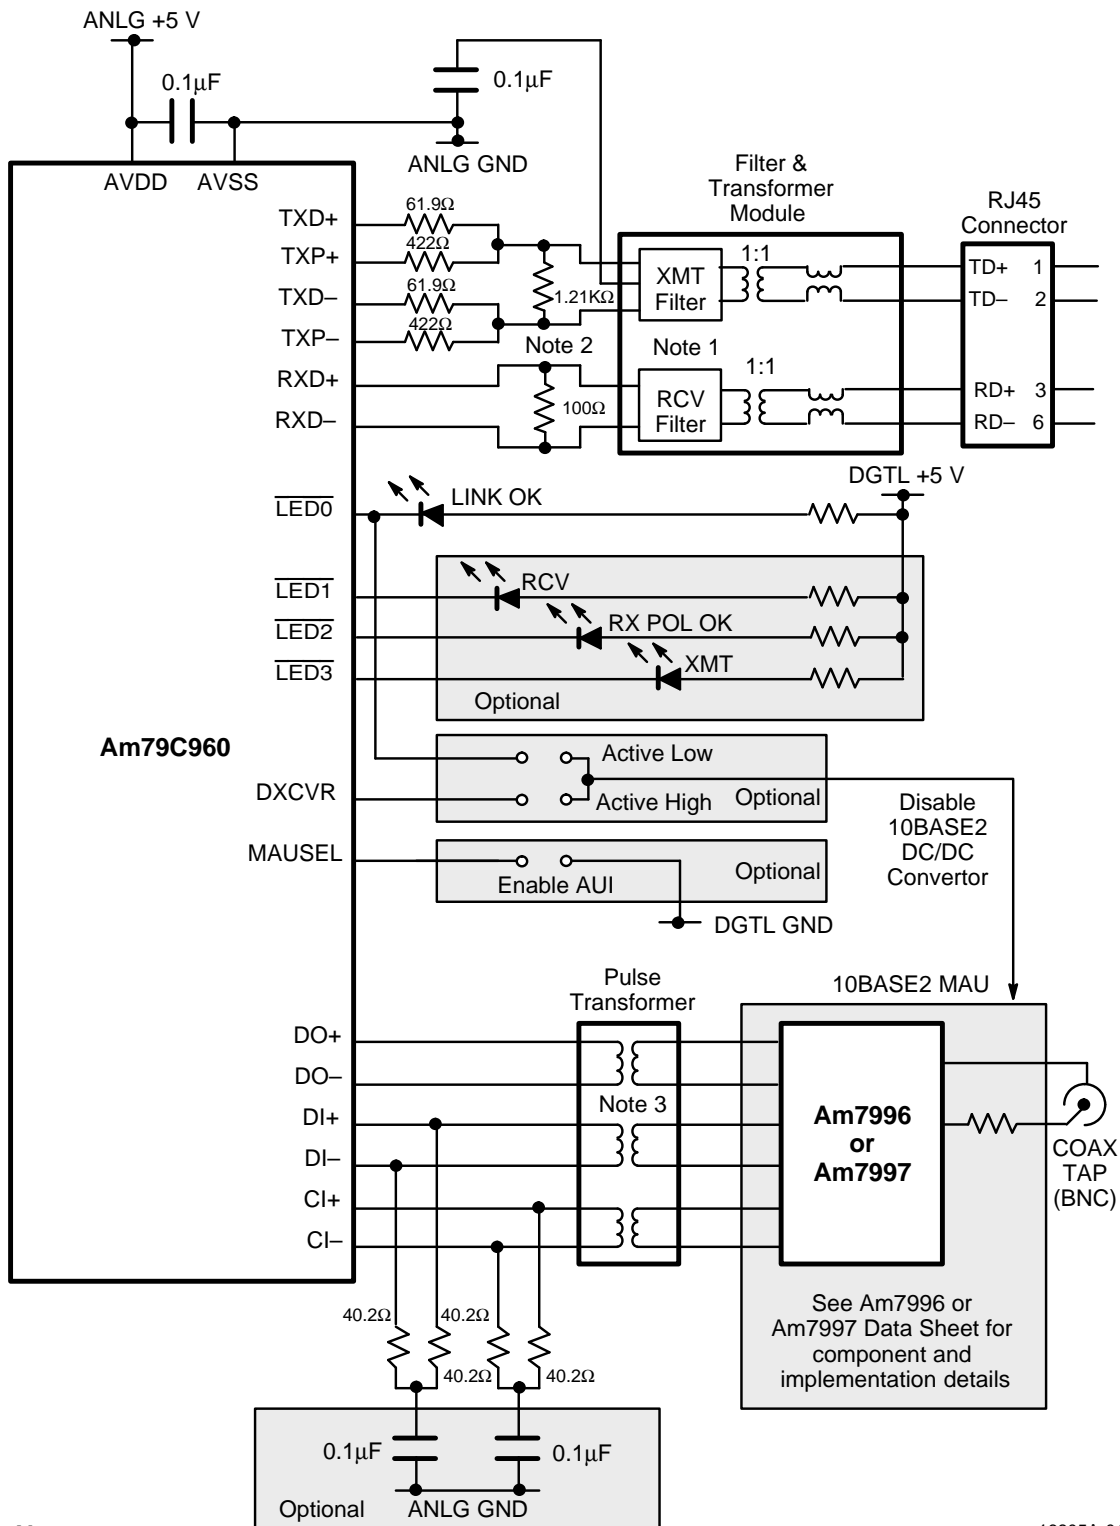 ANLG +5 V
0.1µF
0.1µF
ANLG GND
AVDD AVSS
Filter &
Transformer
Module
RJ45
Connector
TXD+
61.9Ω
TXP+
422Ω
TXD–
61.9Ω
TXP–
422Ω
1.21KΩ
Note 2
XMT
Filter
1:1
Note 1
TD+ 1
TD– 2
RXD+
RXD–
100Ω
RCV
Filter
1:1
RD+ 3
RD– 6
DGTL +5 V
LED0
LINK OK
LED1
RCV
LED2
RX POL OK
LED3
XMT
Optional
Am79C960
Active Low
DXCVR
Active High
Optional
Disable
10BASE2
DC/DC
Convertor
MAUSEL
Enable AUI
Optional
DGTL GND
Pulse
Transformer
10BASE2 MAU
DO+
DO–
DI+
DI–
CI+
CI–
Note 3
Am7996
or
Am7997
COAX
TAP
(BNC)
See Am7996 or
Am7997 Data Sheet for
component and
implementation details
40.2Ω
40.2Ω
40.2Ω
40.2Ω
0.1µF
0.1µF
Optional
ANLG GND